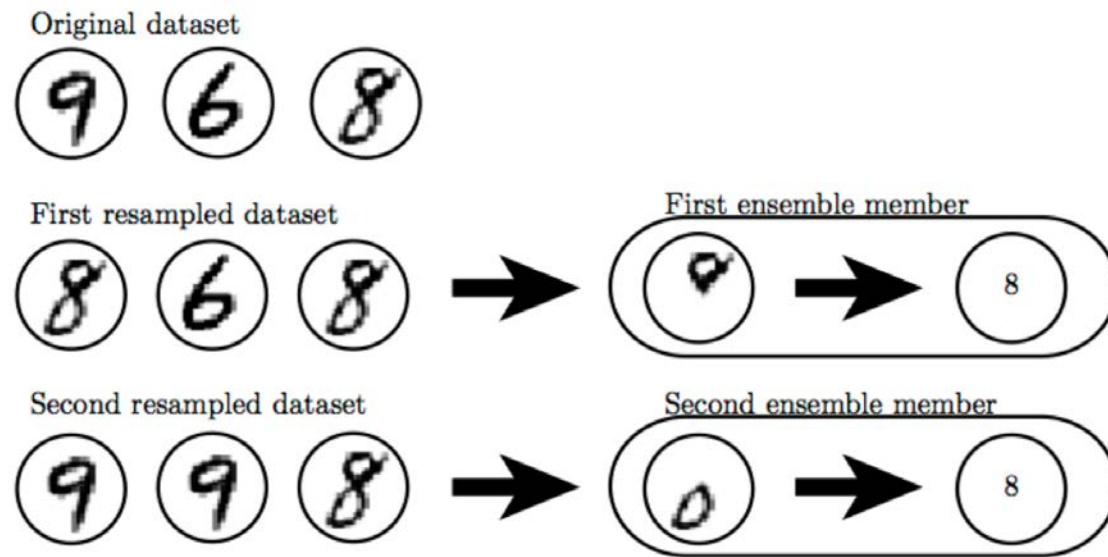 Original dataset
9 6 8
First resampled dataset
First ensemble member
8 6 8
8
Second resampled dataset
Second ensemble member
9 9 8
8